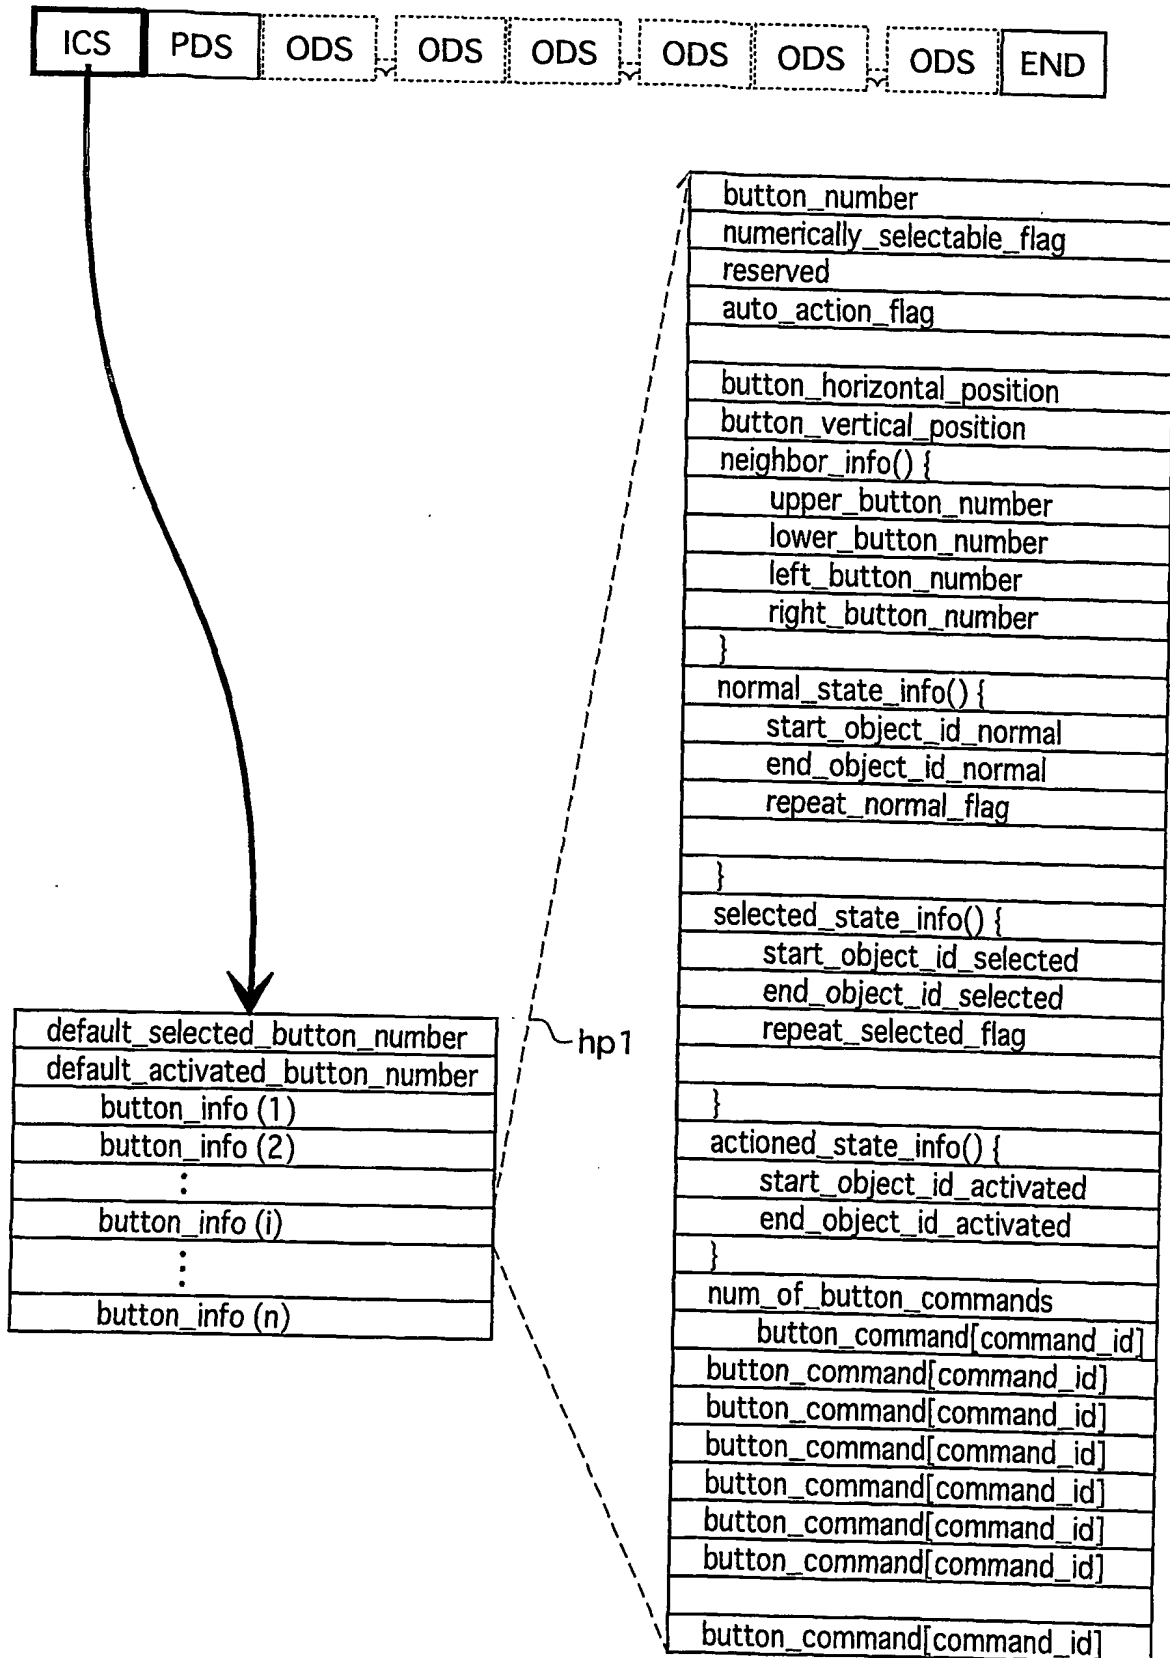 ICS PDS ODS ODS ODS ODS ODS ODS END
button_number
numerically_selectable_flag
reserved
auto_action_flag
button_horizontal_position
button_vertical_position
neighbor_info() {
upper_button_number
lower_button_number
left_button_number
right_button_number
}
normal_state_info() {
start_object_id_normal
end_object_id_normal
repeat_normal_flag
}
selected_state_info() {
start_object_id_selected
end_object_id_selected
repeat_selected_flag
}
actioned_state_info() {
start_object_id_activated
end_object_id_activated
}
num_of_button_commands
button_command[command_id]
button_command[command_id]
button_command[command_id]
button_command[command_id]
button_command[command_id]
button_command[command_id]
button_command[command_id]
button_command[command_id]
hp1
default_selected_button_number
default_activated_button_number
button_info (1)
button_info (2)
⋮
button_info (i)
⋮
button_info (n)